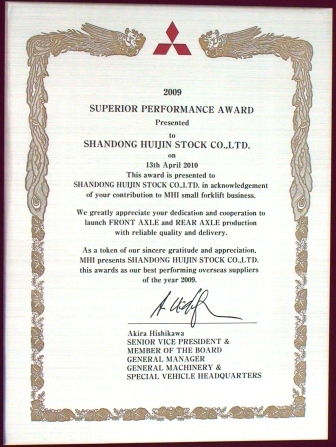 2009
SUPERIOR PERFORMANCE AWARD
Presented
to
SHANDONG HUIJIN STOCK CO.,LTD.
on
13th April 2010
This award is presented to
SHANDONG HUIJIN STOCK CO.,LTD. in acknowledgement
of your contribution to MHI small forklift business.
We greatly appreciate your dedication and cooperation to
launch FRONT AXLE and REAR AXLE production
with reliable quality and delivery.
As a token of our sincere gratitude and appreciation,
MHI presents SHANDONG HUIJIN STOCK CO.,LTD.
this awards as our best performing overseas suppliers
of the year 2009.
Akira Hishikawa
SENIOR VICE PRESIDENT &
MEMBER OF THE BOARD
GENERAL MANAGER
GENERAL MACHINERY &
SPECIAL VEHICLE HEADQUARTERS